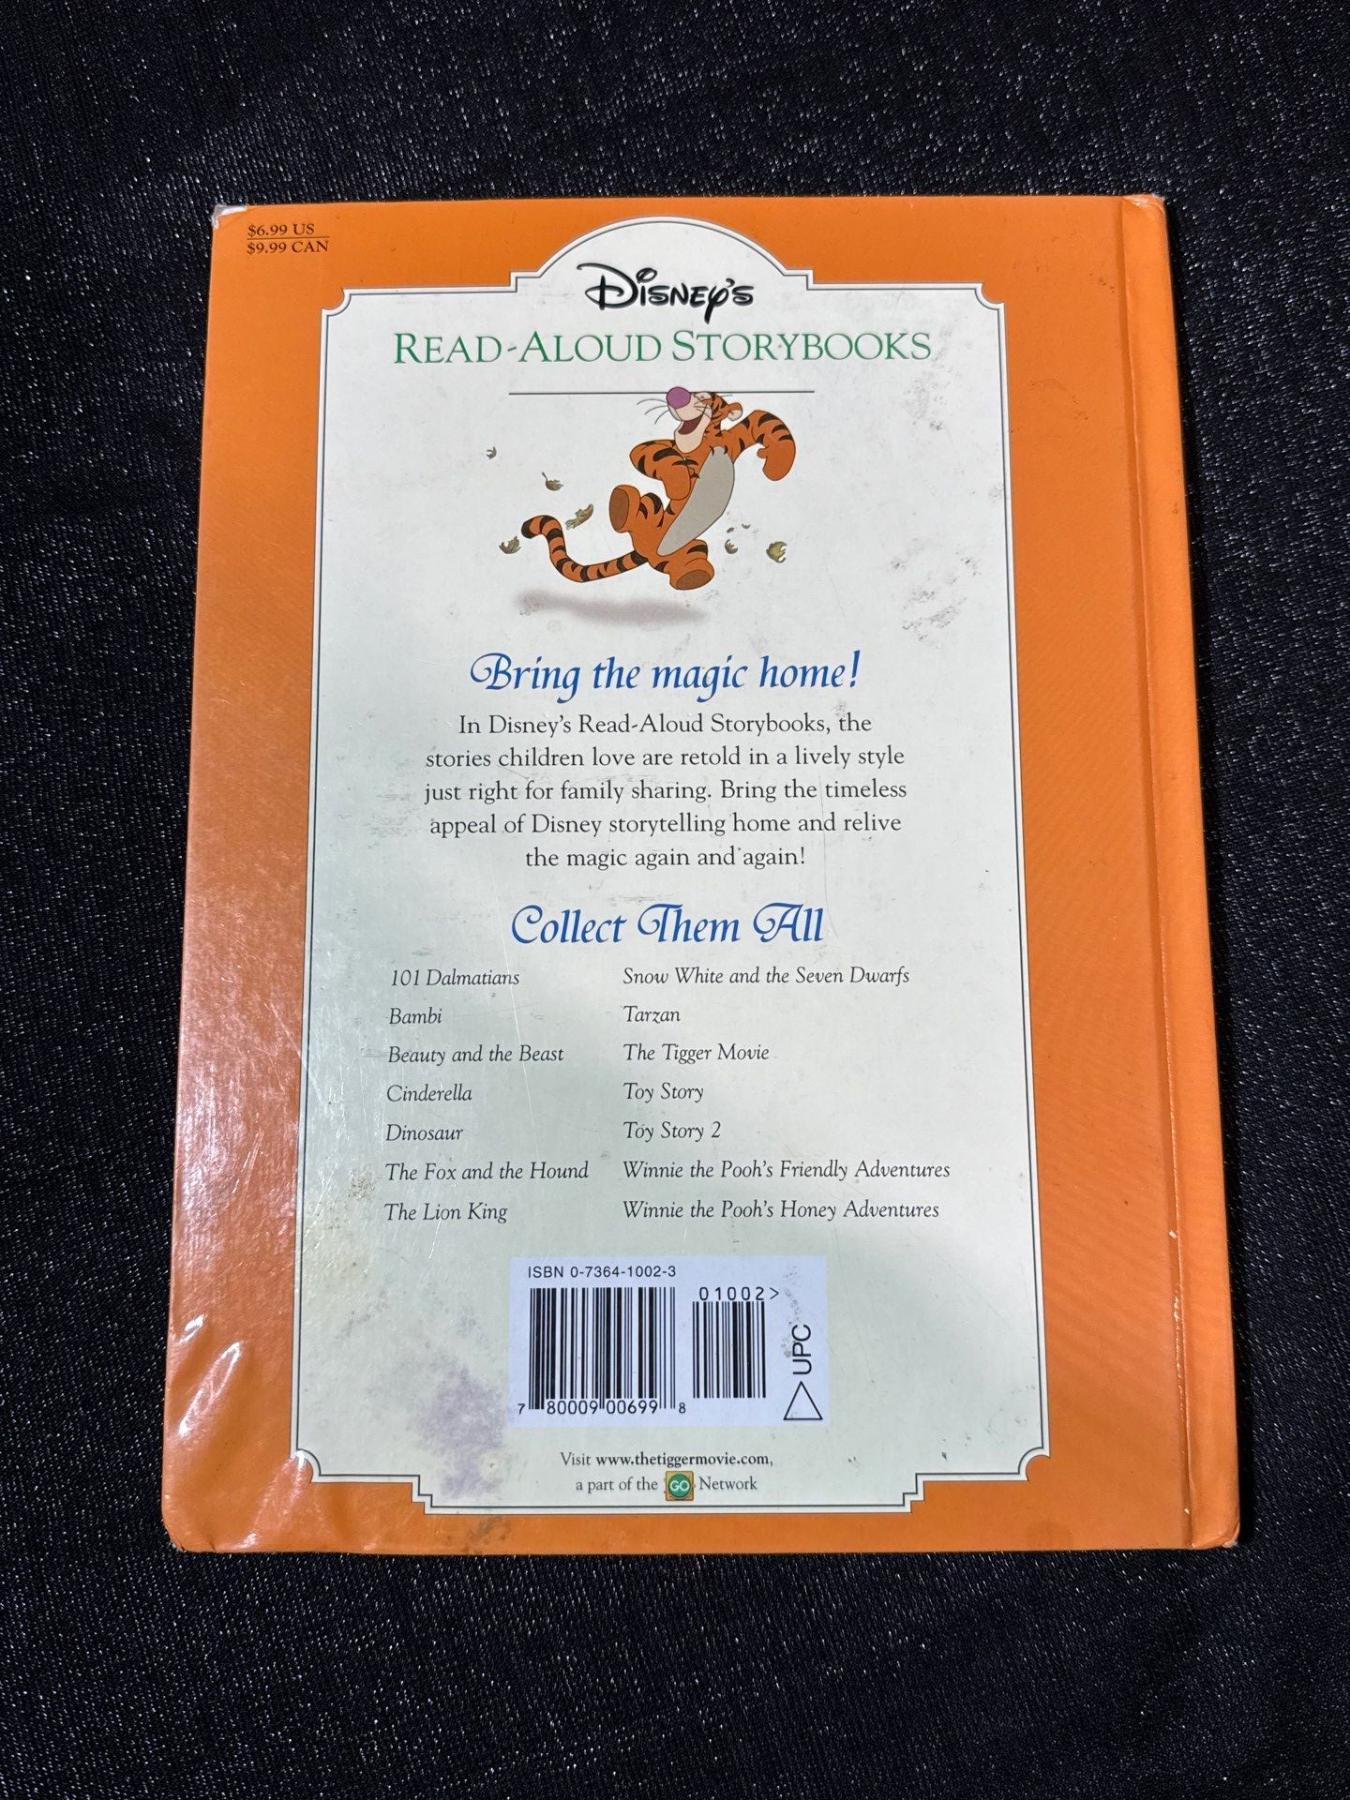 $6.99 US
$9.99 CAN
Disney's
READ-ALOUD STORYBOOKS
Bring the magic home!
In Disney's Read-Aloud Storybooks, the
stories children love are retold in a lively style
just right for family sharing. Bring the timeless
appeal of Disney storytelling home and relive
the magic again and again!
Collect Them All
101 Dalmatians
Bambi
Beauty and the Beast
Cinderella
Dinosaur
The Fox and the Hound
The Lion King
Snow White and the Seven Dwarfs
Tarzan
The Tigger Movie
Toy Story
Toy Story 2
Winnie the Pooh's Friendly Adventures
Winnie the Pooh's Honey Adventures
ISBN 0-7364-1002-3
01002>
7 80009 00699 8
UPC
Visit www.thetiggermovie.com,
a part of the GO Network